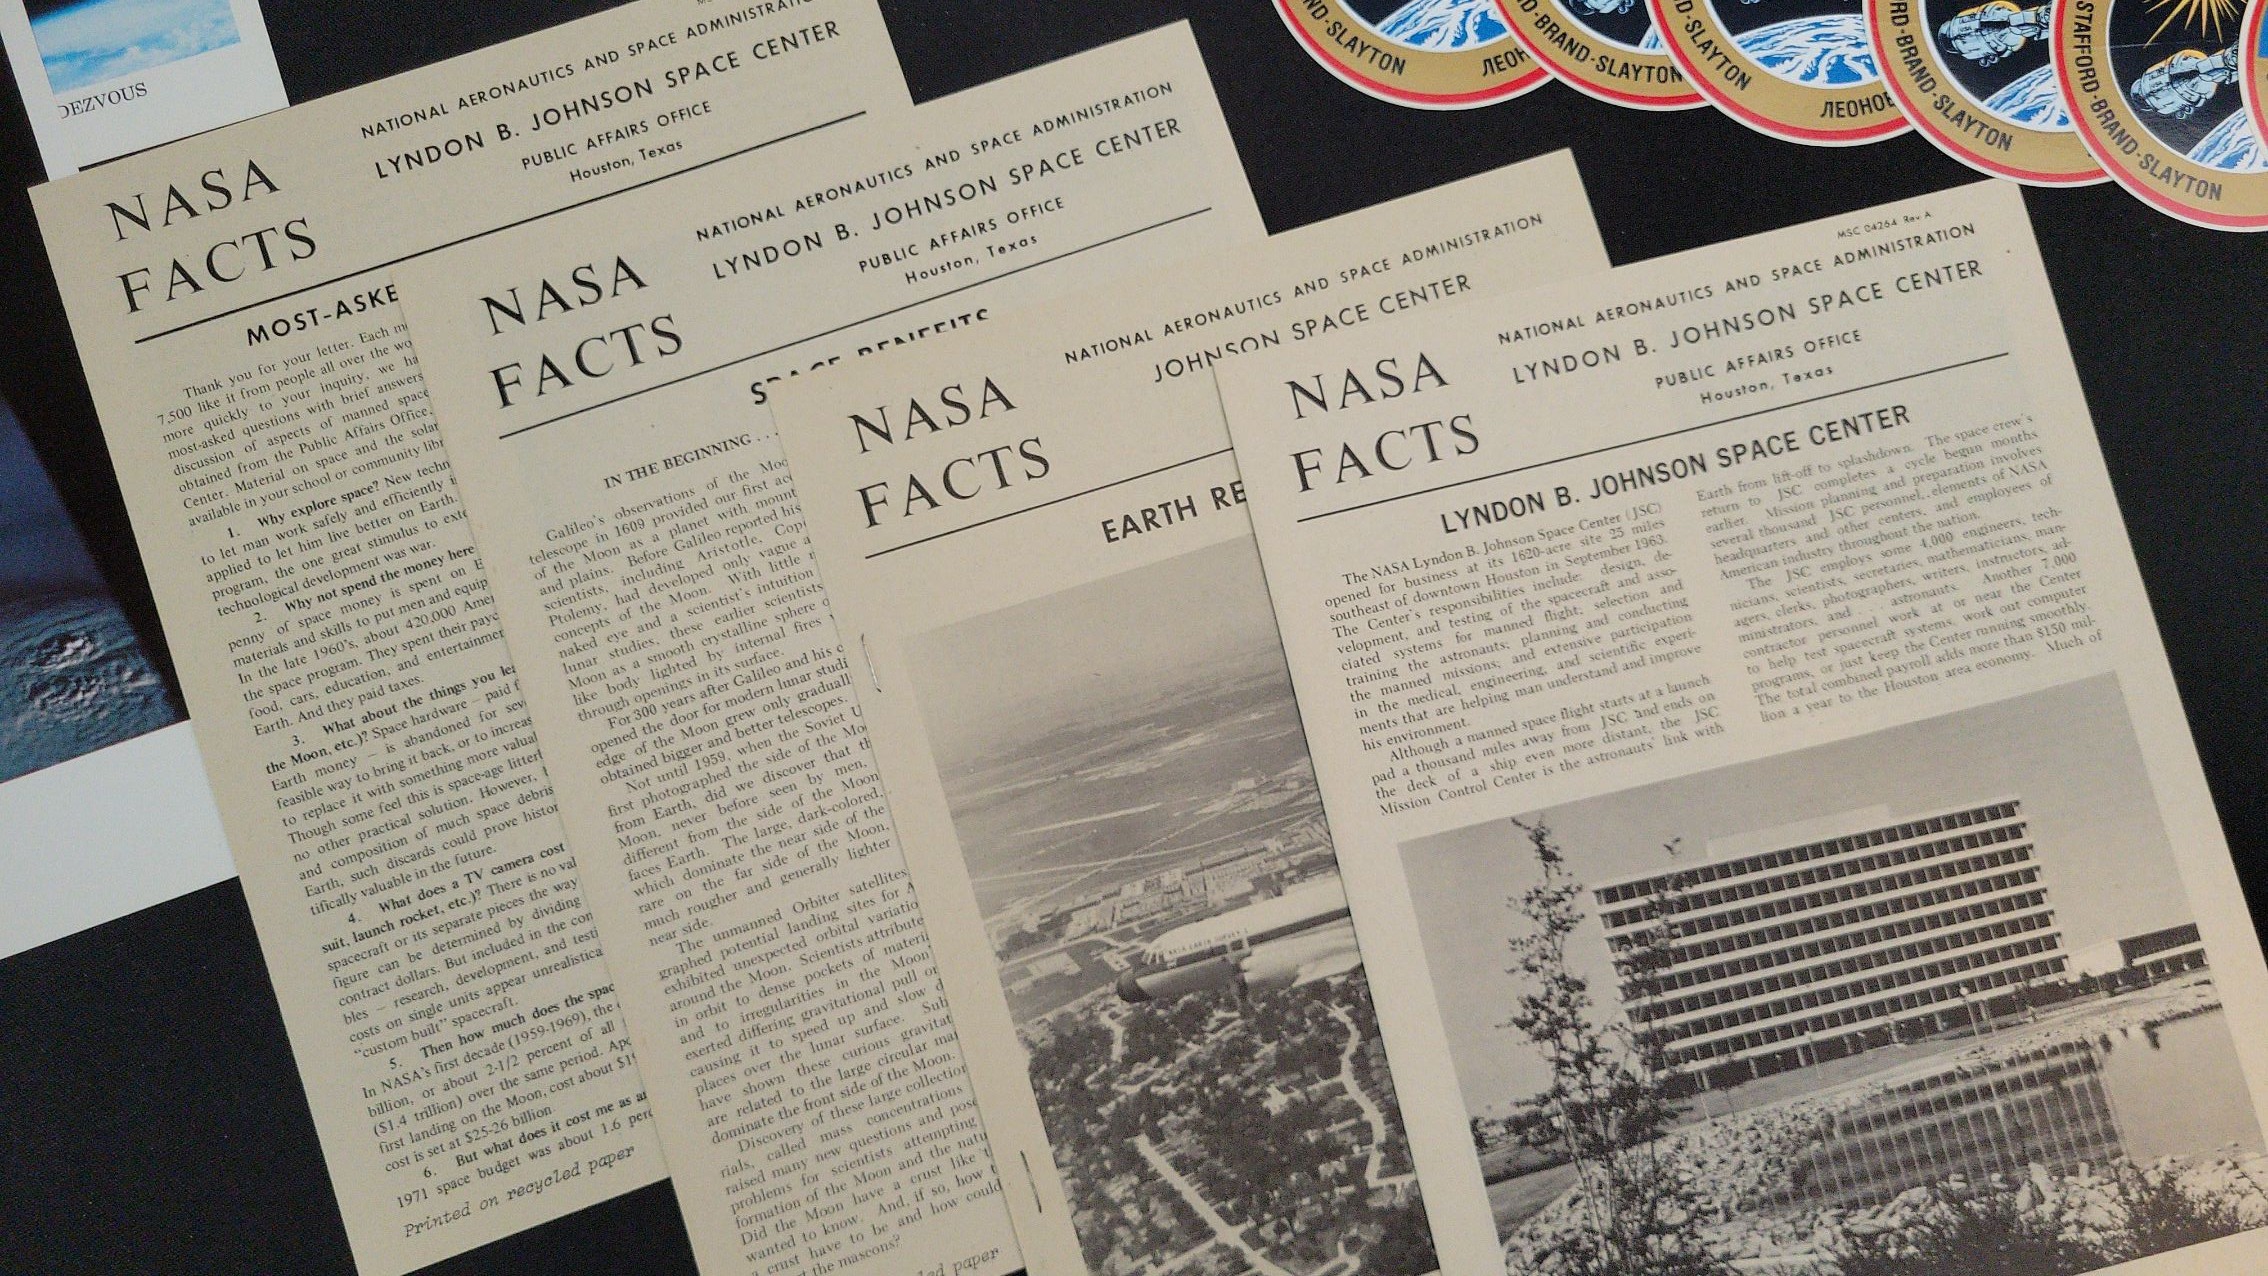 DEZVOUS
NASA
FACTS
NATIONAL AERONAUTICS AND SPACE ADMINISTRATIO
LYNDON B. JOHNSON SPACE CENTER
PUBLIC AFFAIRS OFFICE
Houston, Texas
MOST-ASKE
Thank you for your letter. Each m
7,500 like it from people all over the wo
more quickly to your inquiry, we ha
most-asked questions with brief answers
discussion of aspects of manned space
obtained from the Public Affairs Office,
Center. Material on space and the solar
available in your school or community libr
1. Why explore space? New techn
to let man work safely and efficiently i
applied to let him live better on Earth.
program, the one great stimulus to exte
technological development was war.
2. Why not spend the money here
penny of space money is spent on E
materials and skills to put men and equip
In the late 1960's, about 420,000 Amer
the space program. They spent their payc
food, cars, education, and entertainmen
Earth. And they paid taxes.
3. What about the things you let
the Moon, etc.)? Space hardware – paid f
Earth money – is abandoned for seve
feasible way to bring it back, or to increas
to replace it with something more valual
Though some feel this is space-age litter
no other practical solution. However,
and composition of much space debris
Earth, such discards could prove histor
tifically valuable in the future.
4. What does a TV camera cost
suit, launch rocket, etc.)? There is no val
spacecraft or its separate pieces the way
figure can be determined by dividing
contract dollars. But included in the con
bles – research, development, and testi
costs on single units appear unrealistica
"custom built" spacecraft.
5. Then how much does the spac
In NASA's first decade (1959-1969), the
billion, or about 2-1/2 percent of all
($1.4 trillion) over the same period. Apo
first landing on the Moon, cost about $1
cost is set at $25-26 billion.
6. But what does it cost me as a
1971 space budget was about 1.6 perc
Printed on recycled paper
NASA
FACTS
NATIONAL AERONAUTICS AND SPACE ADMINISTRATION
LYNDON B. JOHNSON SPACE CENTER
PUBLIC AFFAIRS OFFICE
Houston, Texas
SPACE BENEFITS
IN THE BEGINNING . . .
Galileo's observations of the Moo
telescope in 1609 provided our first ac
of the Moon as a planet with mount
and plains. Before Galileo reported his
scientists, including Aristotle, Cope
Ptolemy, had developed only vague a
concepts of the Moon. With little
naked eye and a scientist's intuition
lunar studies, these earlier scientists
Moon as a smooth crystalline sphere o
like body lighted by internal fires
through openings in its surface.
For 300 years after Galileo and his c
opened the door for modern lunar studi
edge of the Moon grew only gradually
obtained bigger and better telescopes.
Not until 1959, when the Soviet U
first photographed the side of the Mo
from Earth, did we discover that th
Moon, never before seen by men,
different from the side of the Moon
faces Earth. The large, dark-colored,
which dominate the near side of the
rare on the far side of the Moon,
much rougher and generally lighter
near side.
The unmanned Orbiter satellites
graphed potential landing sites for A
exhibited unexpected orbital variatio
around the Moon. Scientists attribute
in orbit to dense pockets of materi
and to irregularities in the Moon
exerted differing gravitational pull on
causing it to speed up and slow d
places over the lunar surface. Sub
have shown these curious gravitat
are related to the large circular mar
dominate the front side of the Moon.
Discovery of these large collection
rials, called mass concentrations
raised many new questions and pose
problems for scientists attempting
formation of the Moon and the natu
Did the Moon have a crust like t
wanted to know. And, if so, how t
a crust have to be and how could
t the mascons?
led paper
NASA
FACTS
NATIONAL AERONAUTICS AND SPACE ADMINISTRATION
JOHNSON SPACE CENTER
EARTH RE
NASA
FACTS
MSC 04264 Rev A
NATIONAL AERONAUTICS AND SPACE ADMINISTRATION
LYNDON B. JOHNSON SPACE CENTER
PUBLIC AFFAIRS OFFICE
Houston, Texas
LYNDON B. JOHNSON SPACE CENTER
The NASA Lyndon B. Johnson Space Center (JSC)
opened for business at its 1620-acre site 25 miles
southeast of downtown Houston in September 1963.
The Center's responsibilities include: design, de-
velopment, and testing of the spacecraft and asso-
ciated systems for manned flight; selection and
training the astronauts; planning and conducting
the manned missions; and extensive participation
in the medical, engineering, and scientific experi-
ments that are helping man understand and improve
his environment.
Although a manned space flight starts at a launch
pad a thousand miles away from JSC and ends on
the deck of a ship even more distant, the JSC
Mission Control Center is the astronauts' link with
Earth from lift-off to splashdown. The space crew's
return to JSC completes a cycle begun months
earlier. Mission planning and preparation involves
several thousand JSC personnel, elements of NASA
headquarters and other centers, and employees of
American industry throughout the nation.
The JSC employs some 4,000 engineers, tech-
nicians, scientists, secretaries, mathematicians, man-
agers, clerks, photographers, writers, instructors, ad-
ministrators, and . . . astronauts. Another 7,000
contractor personnel work at or near the Center
to help test spacecraft systems, work out computer
programs, or just keep the Center running smoothly.
The total combined payroll adds more than $150 mil-
lion a year to the Houston area economy. Much of
ND·SLAYTON
ЛЕОН
D·BRAND·SLAYTON
D·SLAYTON
ЛЕОНОВ
RD·BRAND·SLAYTON
STAFFORD·BRAND·SLAYTON